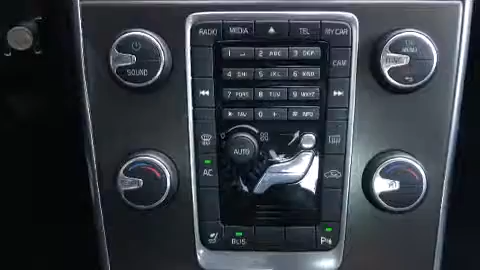 RADIO MEDIA TEL MY CAR
1 2 ABC 3 DEF
SOUND
CAM
4 GHI 5 JKL 6 MNO
7 PQRS 8 TUV 9 WXYZ
FAV 0 + # INFO
AUTO
AC